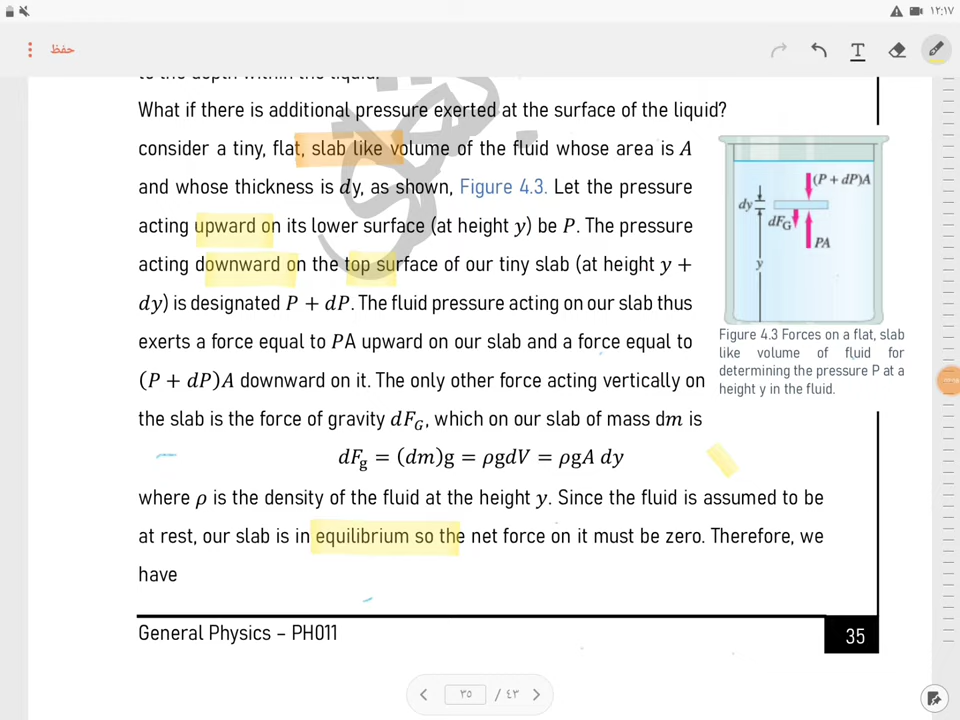 ١٢:١٧
حفظ
to the depth within the liquid.
What if there is additional pressure exerted at the surface of the liquid?
consider a tiny, flat, slab like volume of the fluid whose area is A
and whose thickness is dy, as shown, Figure 4.3. Let the pressure
acting upward on its lower surface (at height y) be P. The pressure
acting downward on the top surface of our tiny slab (at height y +
dy) is designated P + dP. The fluid pressure acting on our slab thus
exerts a force equal to PA upward on our slab and a force equal to
(P + dP)A downward on it. The only other force acting vertically on
the slab is the force of gravity dF_G, which on our slab of mass dm is
dF_g = (dm)g = ρgdV = ρgA dy
where ρ is the density of the fluid at the height y. Since the fluid is assumed to be
at rest, our slab is in equilibrium so the net force on it must be zero. Therefore, we
have
(P + dP)A
dy
dF_G
PA
y
Figure 4.3 Forces on a flat, slab
like volume of fluid for
determining the pressure P at a
height y in the fluid.
General Physics – PH011
35
٣٥ / ٤٣